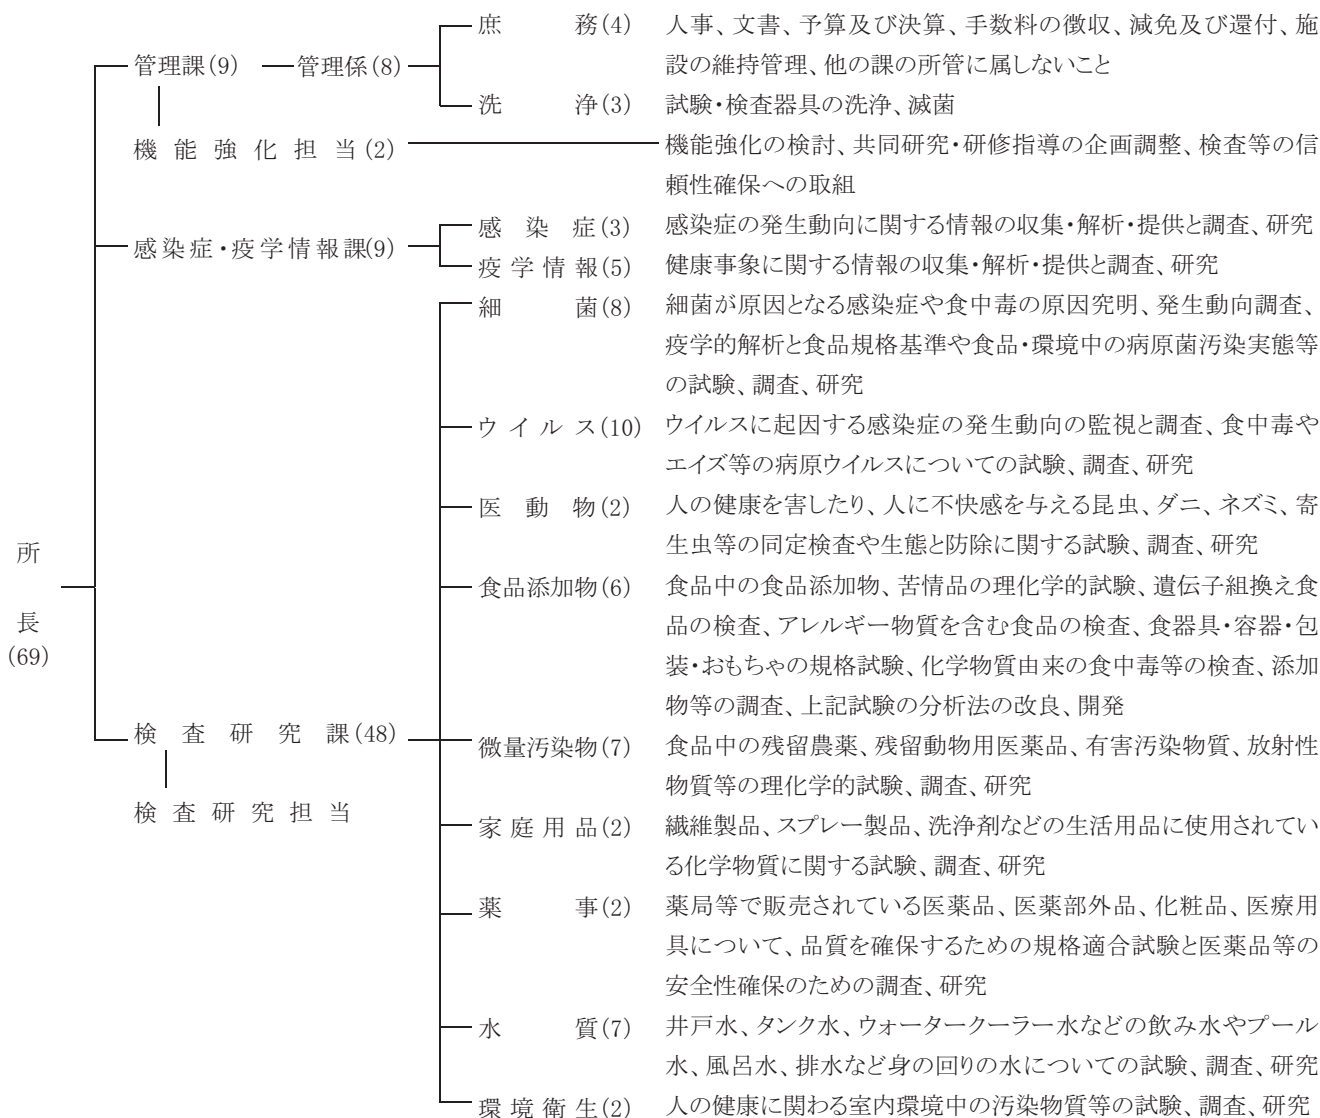 所長(69)
管理課(9)
管理係(8)
庶務(4)
人事、文書、予算及び決算、手数料の徴収、減免及び還付、施
設の維持管理、他の課の所管に属しないこと
洗浄(3)
試験・検査器具の洗浄、滅菌
機能強化担当(2)
機能強化の検討、共同研究・研修指導の企画調整、検査等の信
頼性確保への取組
感染症・疫学情報課(9)
感染症(3)
感染症の発生動向に関する情報の収集・解析・提供と調査、研究
疫学情報(5)
健康事象に関する情報の収集・解析・提供と調査、研究
検査研究課(48)
検査研究担当
細菌(8)
細菌が原因となる感染症や食中毒の原因究明、発生動向調査、
疫学的解析と食品規格基準や食品・環境中の病原菌汚染実態等
の試験、調査、研究
ウイルス(10)
ウイルスに起因する感染症の発生動向の監視と調査、食中毒や
エイズ等の病原ウイルスについての試験、調査、研究
医動物(2)
人の健康を害したり、人に不快感を与える昆虫、ダニ、ネズミ、寄
生虫等の同定検査や生態と防除に関する試験、調査、研究
食品添加物(6)
食品中の食品添加物、苦情品の理化学的試験、遺伝子組換え食
品の検査、アレルギー物質を含む食品の検査、食器具・容器・包
装・おもちゃの規格試験、化学物質由来の食中毒等の検査、添加
物等の調査、上記試験の分析法の改良、開発
微量汚染物(7)
食品中の残留農薬、残留動物用医薬品、有害汚染物質、放射性
物質等の理化学的試験、調査、研究
家庭用品(2)
繊維製品、スプレー製品、洗浄剤などの生活用品に使用されてい
る化学物質に関する試験、調査、研究
薬事(2)
薬局等で販売されている医薬品、医薬部外品、化粧品、医療用
具について、品質を確保するための規格適合試験と医薬品等の
安全性確保のための調査、研究
水質(7)
井戸水、タンク水、ウォータークーラー水などの飲み水やプール
水、風呂水、排水など身の回りの水についての試験、調査、研究
環境衛生(2)
人の健康に関わる室内環境中の汚染物質等の試験、調査、研究